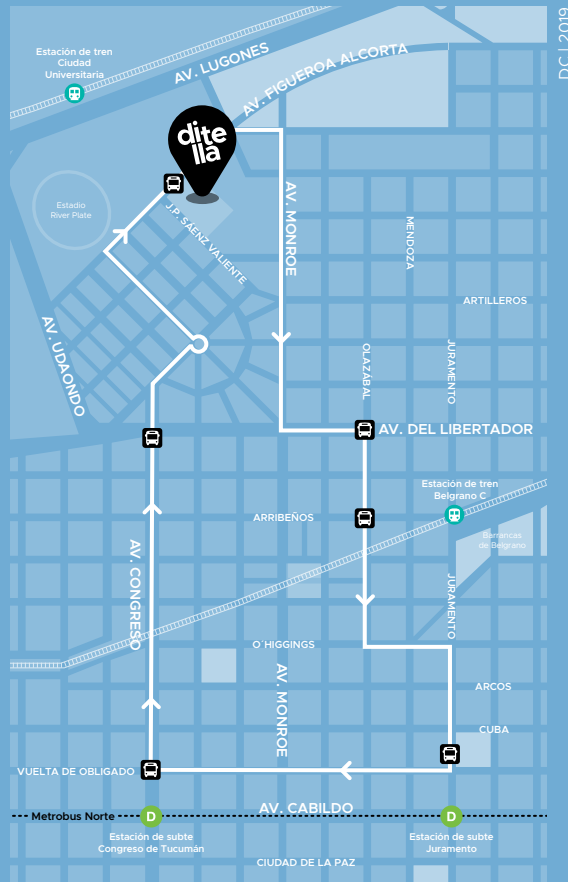 DC | 2019
Estación de tren
Ciudad
Universitaria
AV. LUGONES
AV. FIGUEROA ALCORTA
dite
lla
Estadio
River Plate
J.P. SÁENZ VALIENTE
AV. MONROE
MENDOZA
ARTILLEROS
AV. UDAONDO
OLAZÁBAL
JURAMENTO
AV. DEL LIBERTADOR
Estación de tren
Belgrano C
ARRIBEÑOS
Barrancas
de Belgrano
AV. CONGRESO
JURAMENTO
O´HIGGINGS
AV. MONROE
ARCOS
CUBA
VUELTA DE OBLIGADO
AV. CABILDO
Metrobus Norte
D
D
Estación de subte
Congreso de Tucumán
Estación de subte
Juramento
CIUDAD DE LA PAZ